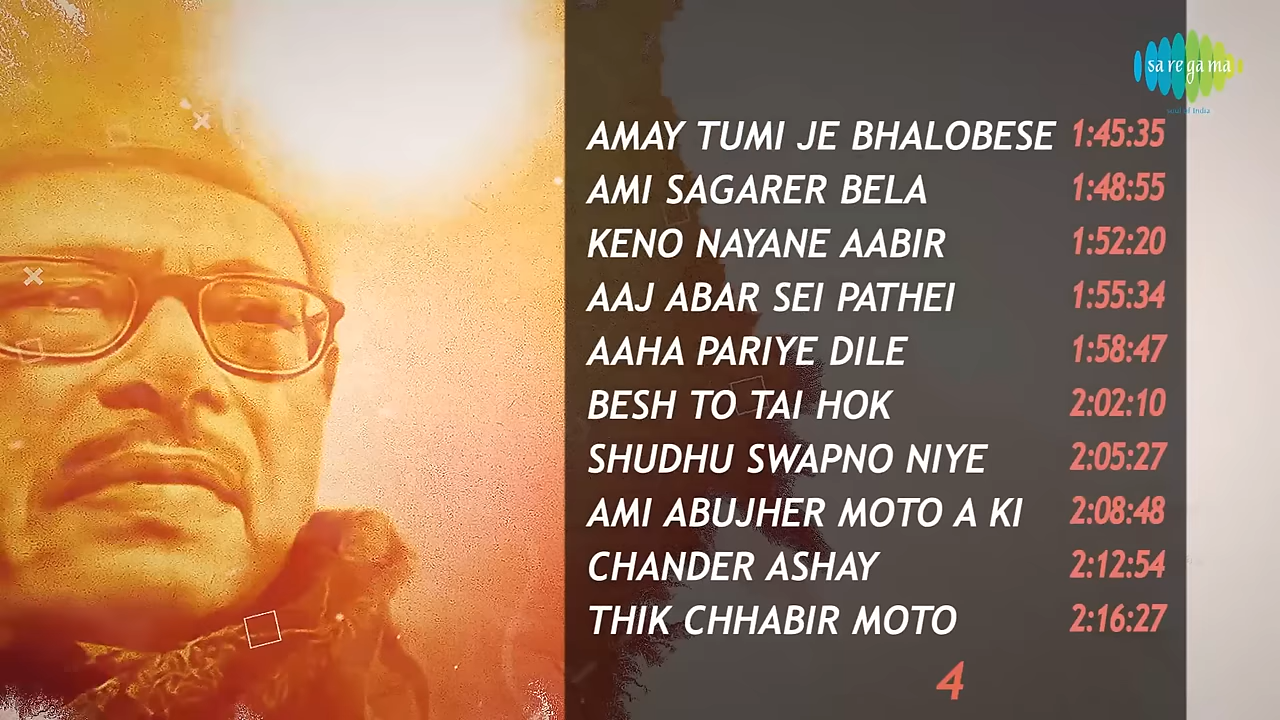 sa re ga ma
soul of India
AMAY TUMI JE BHALOBESE 1:45:35
AMI SAGARER BELA 1:48:55
KENO NAYANE AABIR 1:52:20
AAJ ABAR SEI PATHEI 1:55:34
AAHA PARIYE DILE 1:58:47
BESH TO TAI HOK 2:02:10
SHUDHU SWAPNO NIYE 2:05:27
AMI ABUJHER MOTO A KI 2:08:48
CHANDER ASHAY 2:12:54
THIK CHHABIR MOTO 2:16:27
4